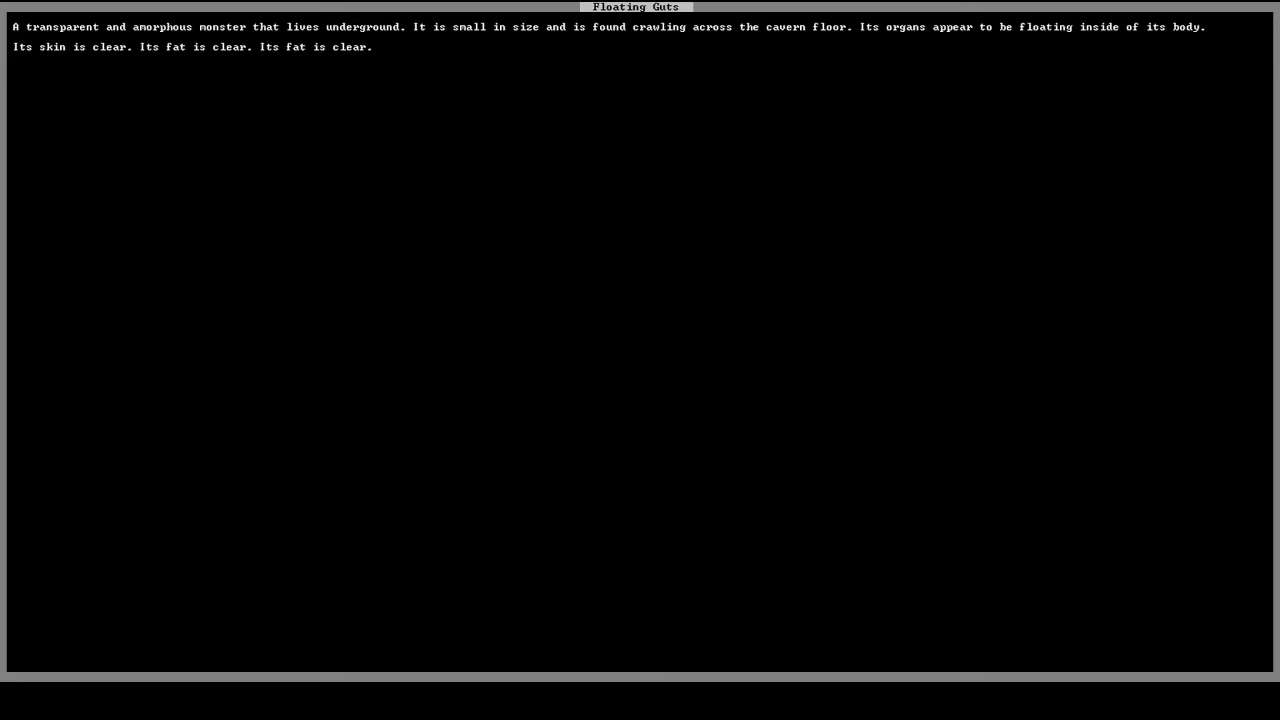 Floating Guts
A transparent and amorphous monster that lives underground. It is small in size and is found crawling across the cavern floor. Its organs appear to be floating inside of its body.
Its skin is clear. Its fat is clear. Its fat is clear.